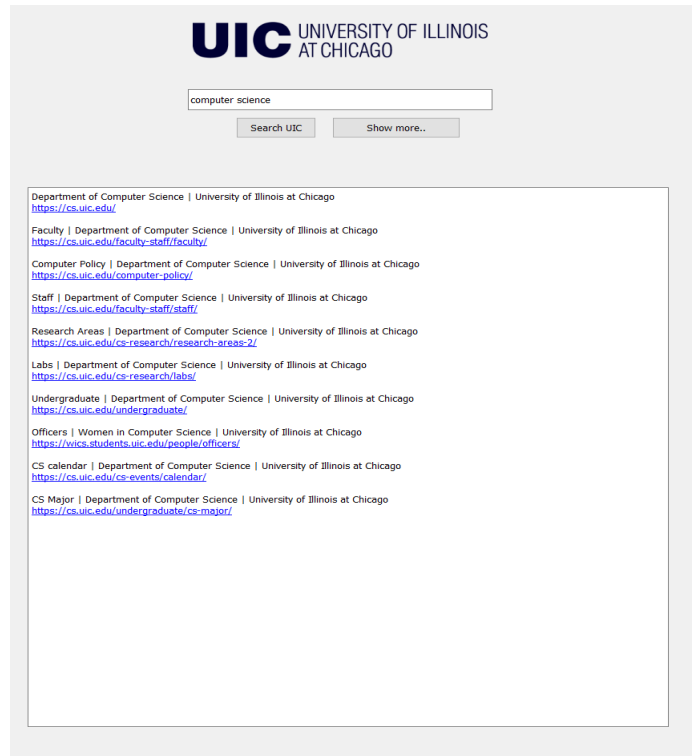 UIC UNIVERSITY OF ILLINOIS
AT CHICAGO
computer science
Search UIC Show more..
Department of Computer Science | University of Illinois at Chicago
https://cs.uic.edu/
Faculty | Department of Computer Science | University of Illinois at Chicago
https://cs.uic.edu/faculty-staff/faculty/
Computer Policy | Department of Computer Science | University of Illinois at Chicago
https://cs.uic.edu/computer-policy/
Staff | Department of Computer Science | University of Illinois at Chicago
https://cs.uic.edu/faculty-staff/staff/
Research Areas | Department of Computer Science | University of Illinois at Chicago
https://cs.uic.edu/cs-research/research-areas-2/
Labs | Department of Computer Science | University of Illinois at Chicago
https://cs.uic.edu/cs-research/labs/
Undergraduate | Department of Computer Science | University of Illinois at Chicago
https://cs.uic.edu/undergraduate/
Officers | Women in Computer Science | University of Illinois at Chicago
https://wics.students.uic.edu/people/officers/
CS calendar | Department of Computer Science | University of Illinois at Chicago
https://cs.uic.edu/cs-events/calendar/
CS Major | Department of Computer Science | University of Illinois at Chicago
https://cs.uic.edu/undergraduate/cs-major/